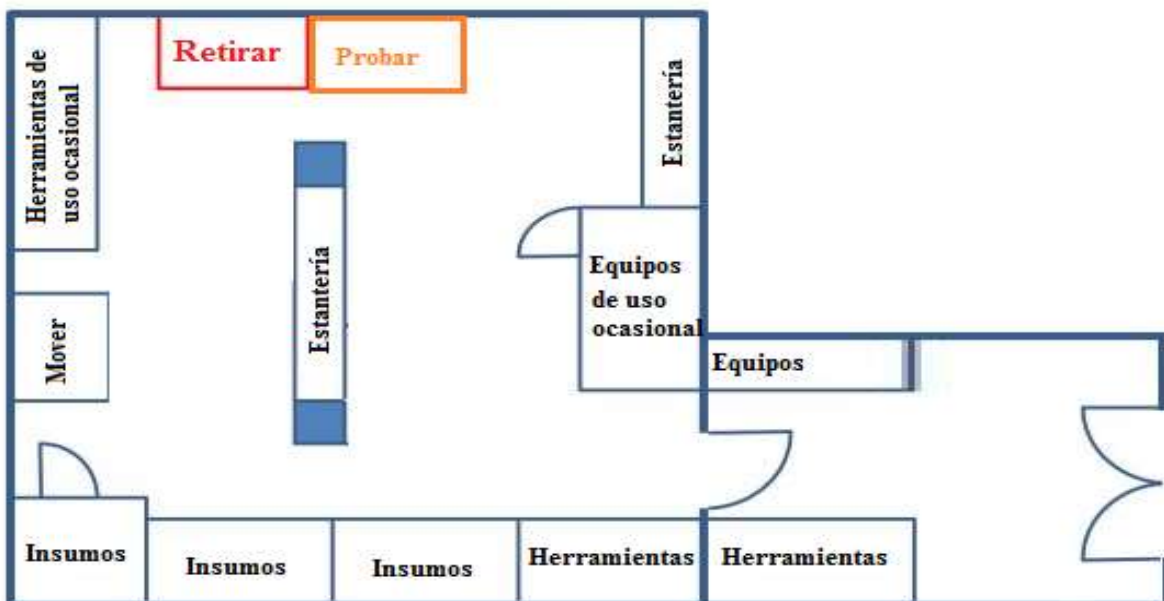 Retirar
Probar
Herramientas de
uso ocasional
Estantería
Estantería
Equipos
de uso
ocasional
Mover
Equipos
Insumos
Insumos
Insumos
Herramientas
Herramientas